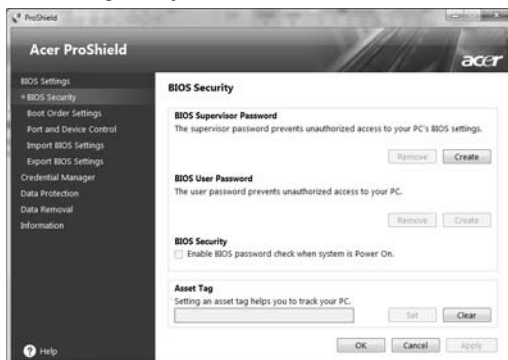 ProShield
Acer ProShield
acer
BIOS Settings
BIOS Security
Boot Order Settings
Port and Device Control
Import BIOS Settings
Export BIOS Settings
Credential Manager
Data Protection
Data Removal
Information
Help
BIOS Security
BIOS Supervisor Password
The supervisor password prevents unauthorized access to your PC's BIOS settings.
Remove Create
BIOS User Password
The user password prevents unauthorized access to your PC.
Remove Create
BIOS Security
Enable BIOS password check when system is Power On.
Asset Tag
Setting an asset tag helps you to track your PC.
Set Clear
OK Cancel Apply